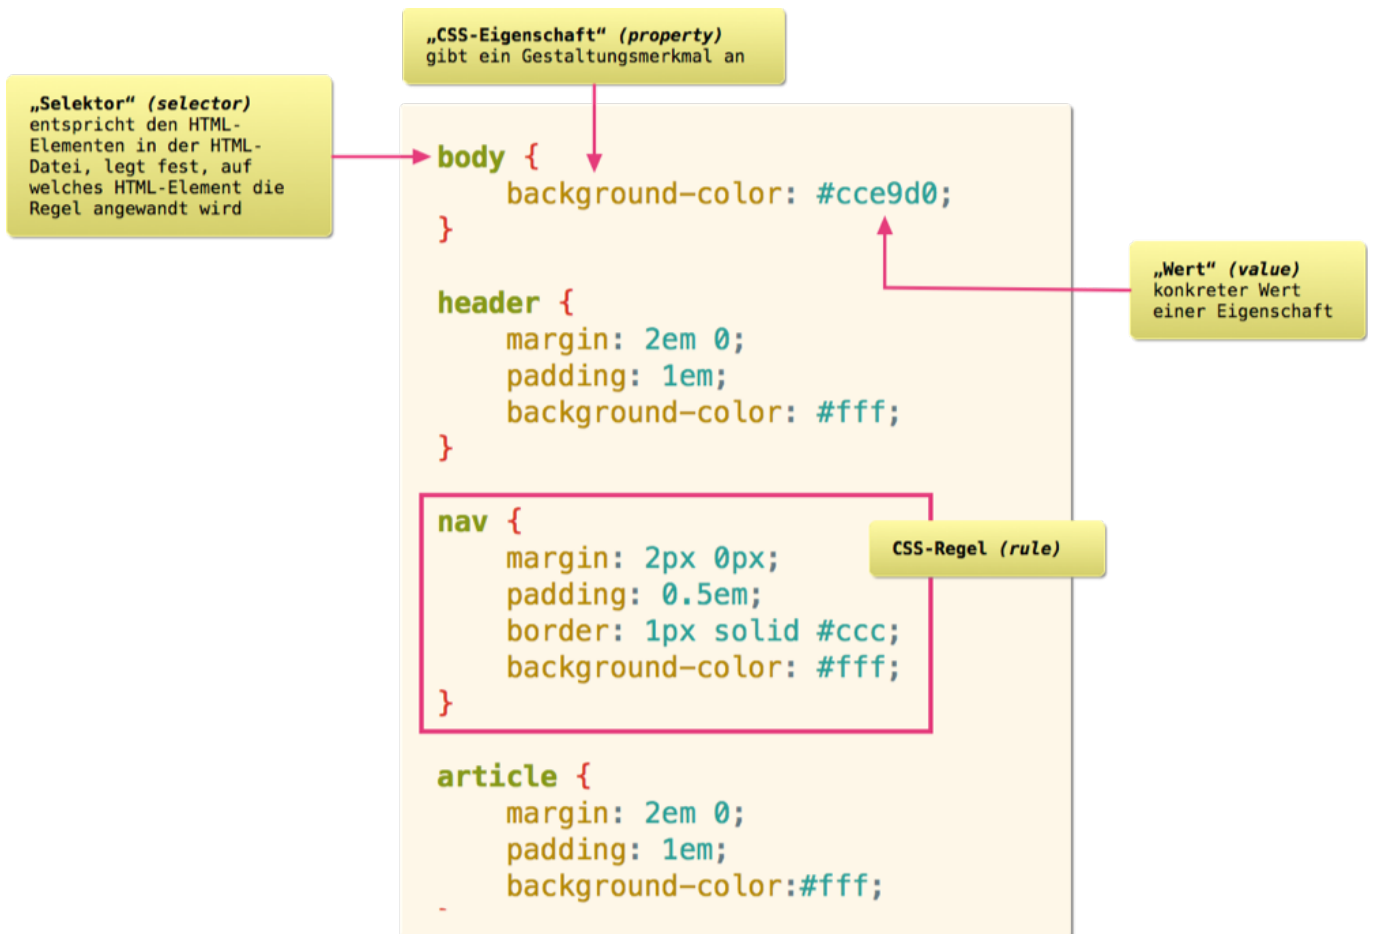 „CSS-Eigenschaft“ (property)
gibt ein Gestaltungsmerkmal an
„Selektor“ (selector)
entspricht den HTML-
Elementen in der HTML-
Datei, legt fest, auf
welches HTML-Element die
Regel angewandt wird
body {
background-color: #cce9d0;
}
„Wert“ (value)
konkreter Wert
einer Eigenschaft
header {
margin: 2em 0;
padding: 1em;
background-color: #fff;
}
nav {
margin: 2px 0px;
padding: 0.5em;
border: 1px solid #ccc;
background-color: #fff;
}
CSS-Regel (rule)
article {
margin: 2em 0;
padding: 1em;
background-color:#fff;